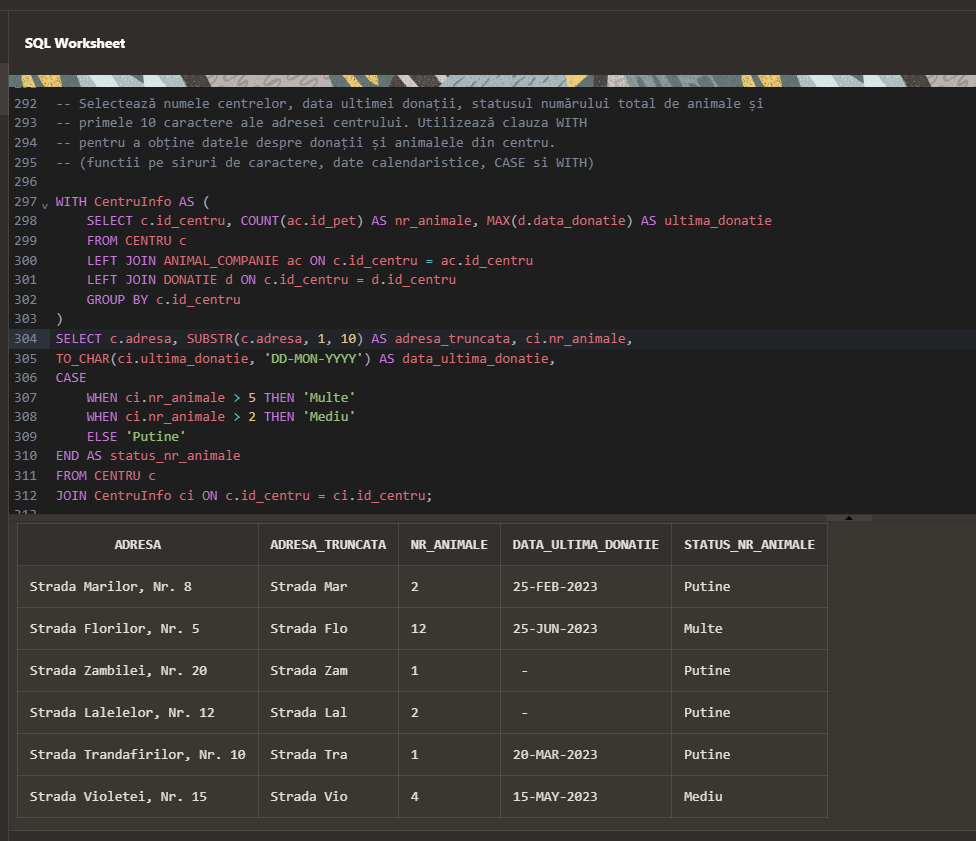 SQL Worksheet
292 -- Selectează numele centrelor, data ultimei donații, statusul numărului total de animale și
293 -- primele 10 caractere ale adresei centrului. Utilizează clauza WITH
294 -- pentru a obține datele despre donații și animalele din centru.
295 -- (functii pe siruri de caractere, date calendaristice, CASE si WITH)
296
297 WITH CentruInfo AS (
298 SELECT c.id_centru, COUNT(ac.id_pet) AS nr_animale, MAX(d.data_donatie) AS ultima_donatie
299 FROM CENTRU c
300 LEFT JOIN ANIMAL_COMPANIE ac ON c.id_centru = ac.id_centru
301 LEFT JOIN DONATIE d ON c.id_centru = d.id_centru
302 GROUP BY c.id_centru
303 )
304 SELECT c.adresa, SUBSTR(c.adresa, 1, 10) AS adresa_truncata, ci.nr_animale,
305 TO_CHAR(ci.ultima_donatie, 'DD-MON-YYYY') AS data_ultima_donatie,
306 CASE
307 WHEN ci.nr_animale > 5 THEN 'Multe'
308 WHEN ci.nr_animale > 2 THEN 'Mediu'
309 ELSE 'Putine'
310 END AS status_nr_animale
311 FROM CENTRU c
312 JOIN CentruInfo ci ON c.id_centru = ci.id_centru;
ADRESA ADRESA_TRUNCATA NR_ANIMALE DATA_ULTIMA_DONATIE STATUS_NR_ANIMALE
Strada Marilor, Nr. 8 Strada Mar 2 25-FEB-2023 Putine
Strada Florilor, Nr. 5 Strada Flo 12 25-JUN-2023 Multe
Strada Zambilei, Nr. 20 Strada Zam 1 - Putine
Strada Lalelelor, Nr. 12 Strada Lal 2 - Putine
Strada Trandafirilor, Nr. 10 Strada Tra 1 20-MAR-2023 Putine
Strada Violetei, Nr. 15 Strada Vio 4 15-MAY-2023 Mediu